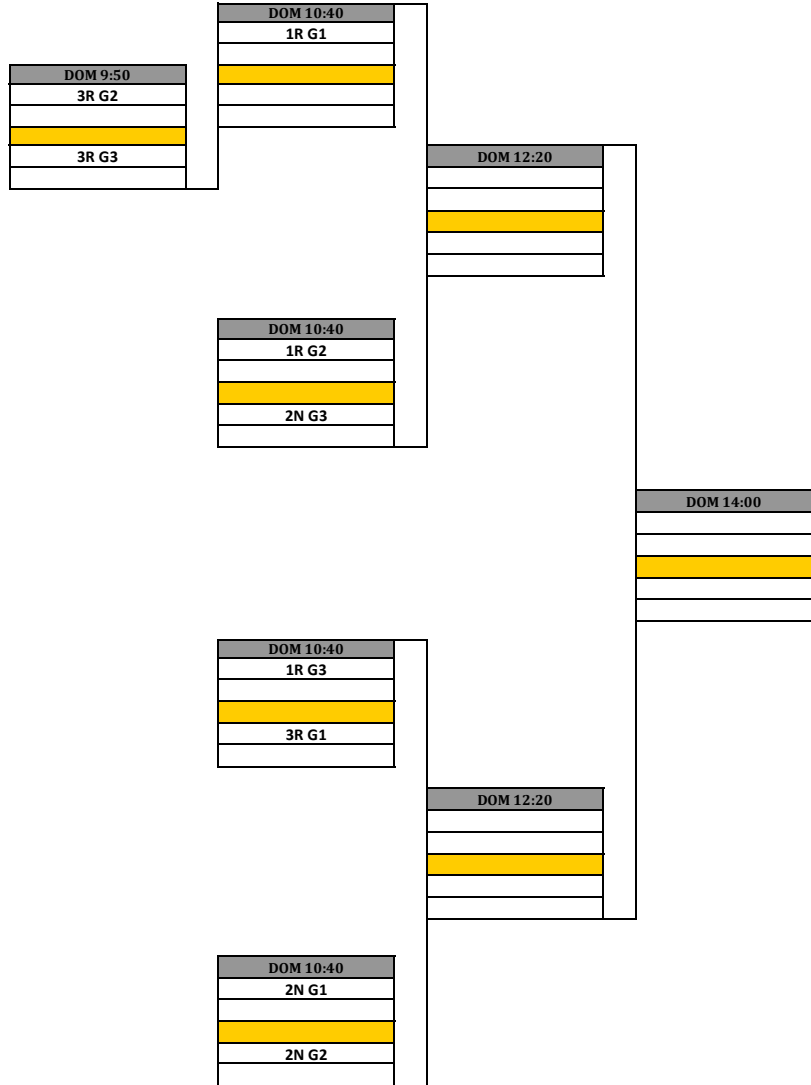 DOM 10:40
1R G1
DOM 9:50
3R G2
3R G3
DOM 12:20
DOM 10:40
1R G2
2N G3
DOM 14:00
DOM 10:40
1R G3
3R G1
DOM 12:20
DOM 10:40
2N G1
2N G2